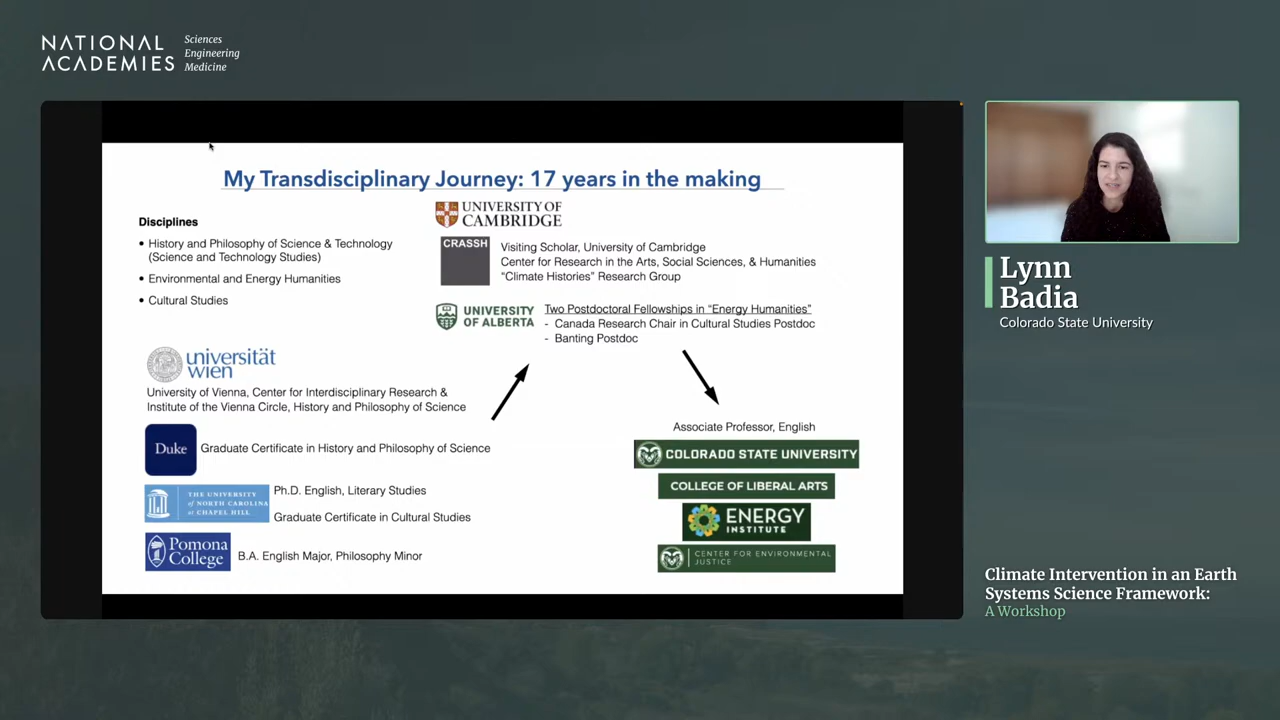 NATIONAL
ACADEMIES
Sciences
Engineering
Medicine
My Transdisciplinary Journey: 17 years in the making
Disciplines
• History and Philosophy of Science & Technology
(Science and Technology Studies)
• Environmental and Energy Humanities
• Cultural Studies
UNIVERSITY OF
CAMBRIDGE
CRASSH
Visiting Scholar, University of Cambridge
Center for Research in the Arts, Social Sciences, & Humanities
“Climate Histories” Research Group
UNIVERSITY
OF ALBERTA
Two Postdoctoral Fellowships in “Energy Humanities”
- Canada Research Chair in Cultural Studies Postdoc
- Banting Postdoc
universität
wien
University of Vienna, Center for Interdisciplinary Research &
Institute of the Vienna Circle, History and Philosophy of Science
Duke
Graduate Certificate in History and Philosophy of Science
THE UNIVERSITY
of NORTH CAROLINA
at CHAPEL HILL
Ph.D. English, Literary Studies
Graduate Certificate in Cultural Studies
Pomona
College
B.A. English Major, Philosophy Minor
Associate Professor, English
COLORADO STATE UNIVERSITY
COLLEGE OF LIBERAL ARTS
ENERGY
INSTITUTE
CENTER FOR ENVIRONMENTAL
JUSTICE
Lynn
Badia
Colorado State University
Climate Intervention in an Earth
Systems Science Framework:
A Workshop